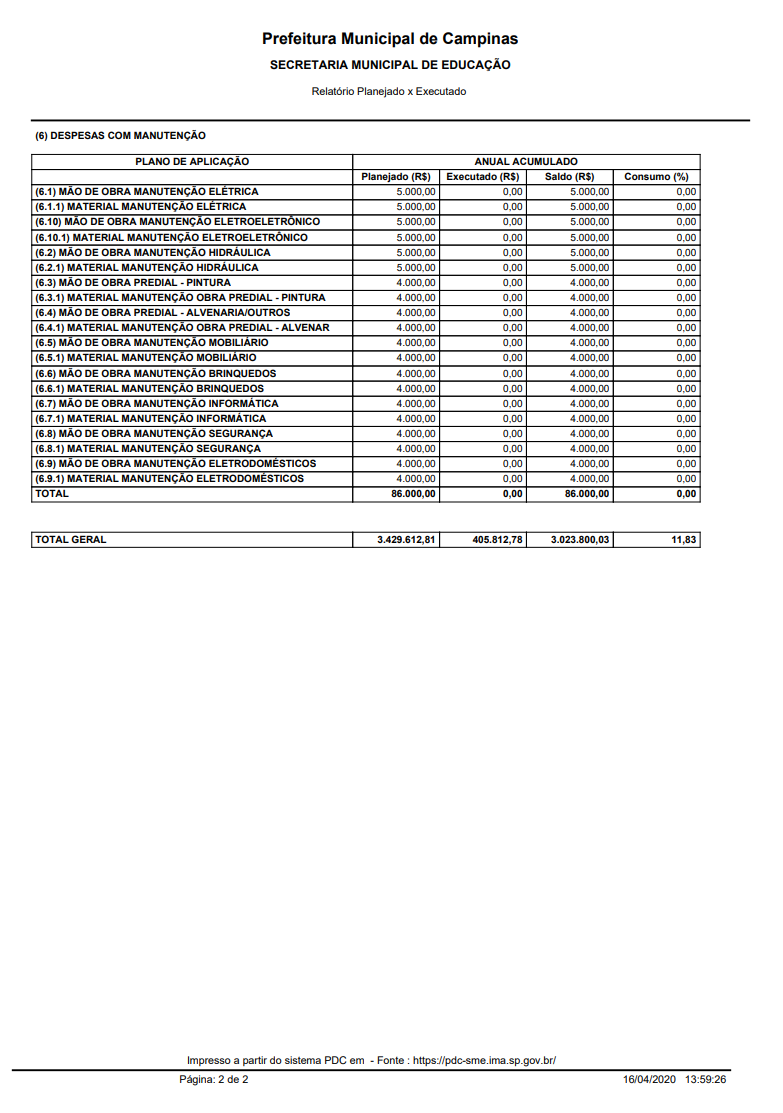 Prefeitura Municipal de Campinas
SECRETARIA MUNICIPAL DE EDUCAÇÃO
Relatório Planejado x Executado
(6) DESPESAS COM MANUTENÇÃO
PLANO DE APLICAÇÃO ANUAL ACUMULADO
Planejado (R$) Executado (R$) Saldo (R$) Consumo (%)
(6.1) MÃO DE OBRA MANUTENÇÃO ELÉTRICA 5.000,00 0,00 5.000,00 0,00
(6.1.1) MATERIAL MANUTENÇÃO ELÉTRICA 5.000,00 0,00 5.000,00 0,00
(6.10) MÃO DE OBRA MANUTENÇÃO ELETROELETRÔNICO 5.000,00 0,00 5.000,00 0,00
(6.10.1) MATERIAL MANUTENÇÃO ELETROELETRÔNICO 5.000,00 0,00 5.000,00 0,00
(6.2) MÃO DE OBRA MANUTENÇÃO HIDRÁULICA 5.000,00 0,00 5.000,00 0,00
(6.2.1) MATERIAL MANUTENÇÃO HIDRÁULICA 5.000,00 0,00 5.000,00 0,00
(6.3) MÃO DE OBRA PREDIAL - PINTURA 4.000,00 0,00 4.000,00 0,00
(6.3.1) MATERIAL MANUTENÇÃO OBRA PREDIAL - PINTURA 4.000,00 0,00 4.000,00 0,00
(6.4) MÃO DE OBRA PREDIAL - ALVENARIA/OUTROS 4.000,00 0,00 4.000,00 0,00
(6.4.1) MATERIAL MANUTENÇÃO OBRA PREDIAL - ALVENAR 4.000,00 0,00 4.000,00 0,00
(6.5) MÃO DE OBRA MANUTENÇÃO MOBILIÁRIO 4.000,00 0,00 4.000,00 0,00
(6.5.1) MATERIAL MANUTENÇÃO MOBILIÁRIO 4.000,00 0,00 4.000,00 0,00
(6.6) MÃO DE OBRA MANUTENÇÃO BRINQUEDOS 4.000,00 0,00 4.000,00 0,00
(6.6.1) MATERIAL MANUTENÇÃO BRINQUEDOS 4.000,00 0,00 4.000,00 0,00
(6.7) MÃO DE OBRA MANUTENÇÃO INFORMÁTICA 4.000,00 0,00 4.000,00 0,00
(6.7.1) MATERIAL MANUTENÇÃO INFORMÁTICA 4.000,00 0,00 4.000,00 0,00
(6.8) MÃO DE OBRA MANUTENÇÃO SEGURANÇA 4.000,00 0,00 4.000,00 0,00
(6.8.1) MATERIAL MANUTENÇÃO SEGURANÇA 4.000,00 0,00 4.000,00 0,00
(6.9) MÃO DE OBRA MANUTENÇÃO ELETRODOMÉSTICOS 4.000,00 0,00 4.000,00 0,00
(6.9.1) MATERIAL MANUTENÇÃO ELETRODOMÉSTICOS 4.000,00 0,00 4.000,00 0,00
TOTAL 86.000,00 0,00 86.000,00 0,00
TOTAL GERAL 3.429.612,81 405.812,78 3.023.800,03 11,83
Impresso a partir do sistema PDC em - Fonte : https://pdc-sme.ima.sp.gov.br/
Página: 2 de 2 16/04/2020 13:59:26